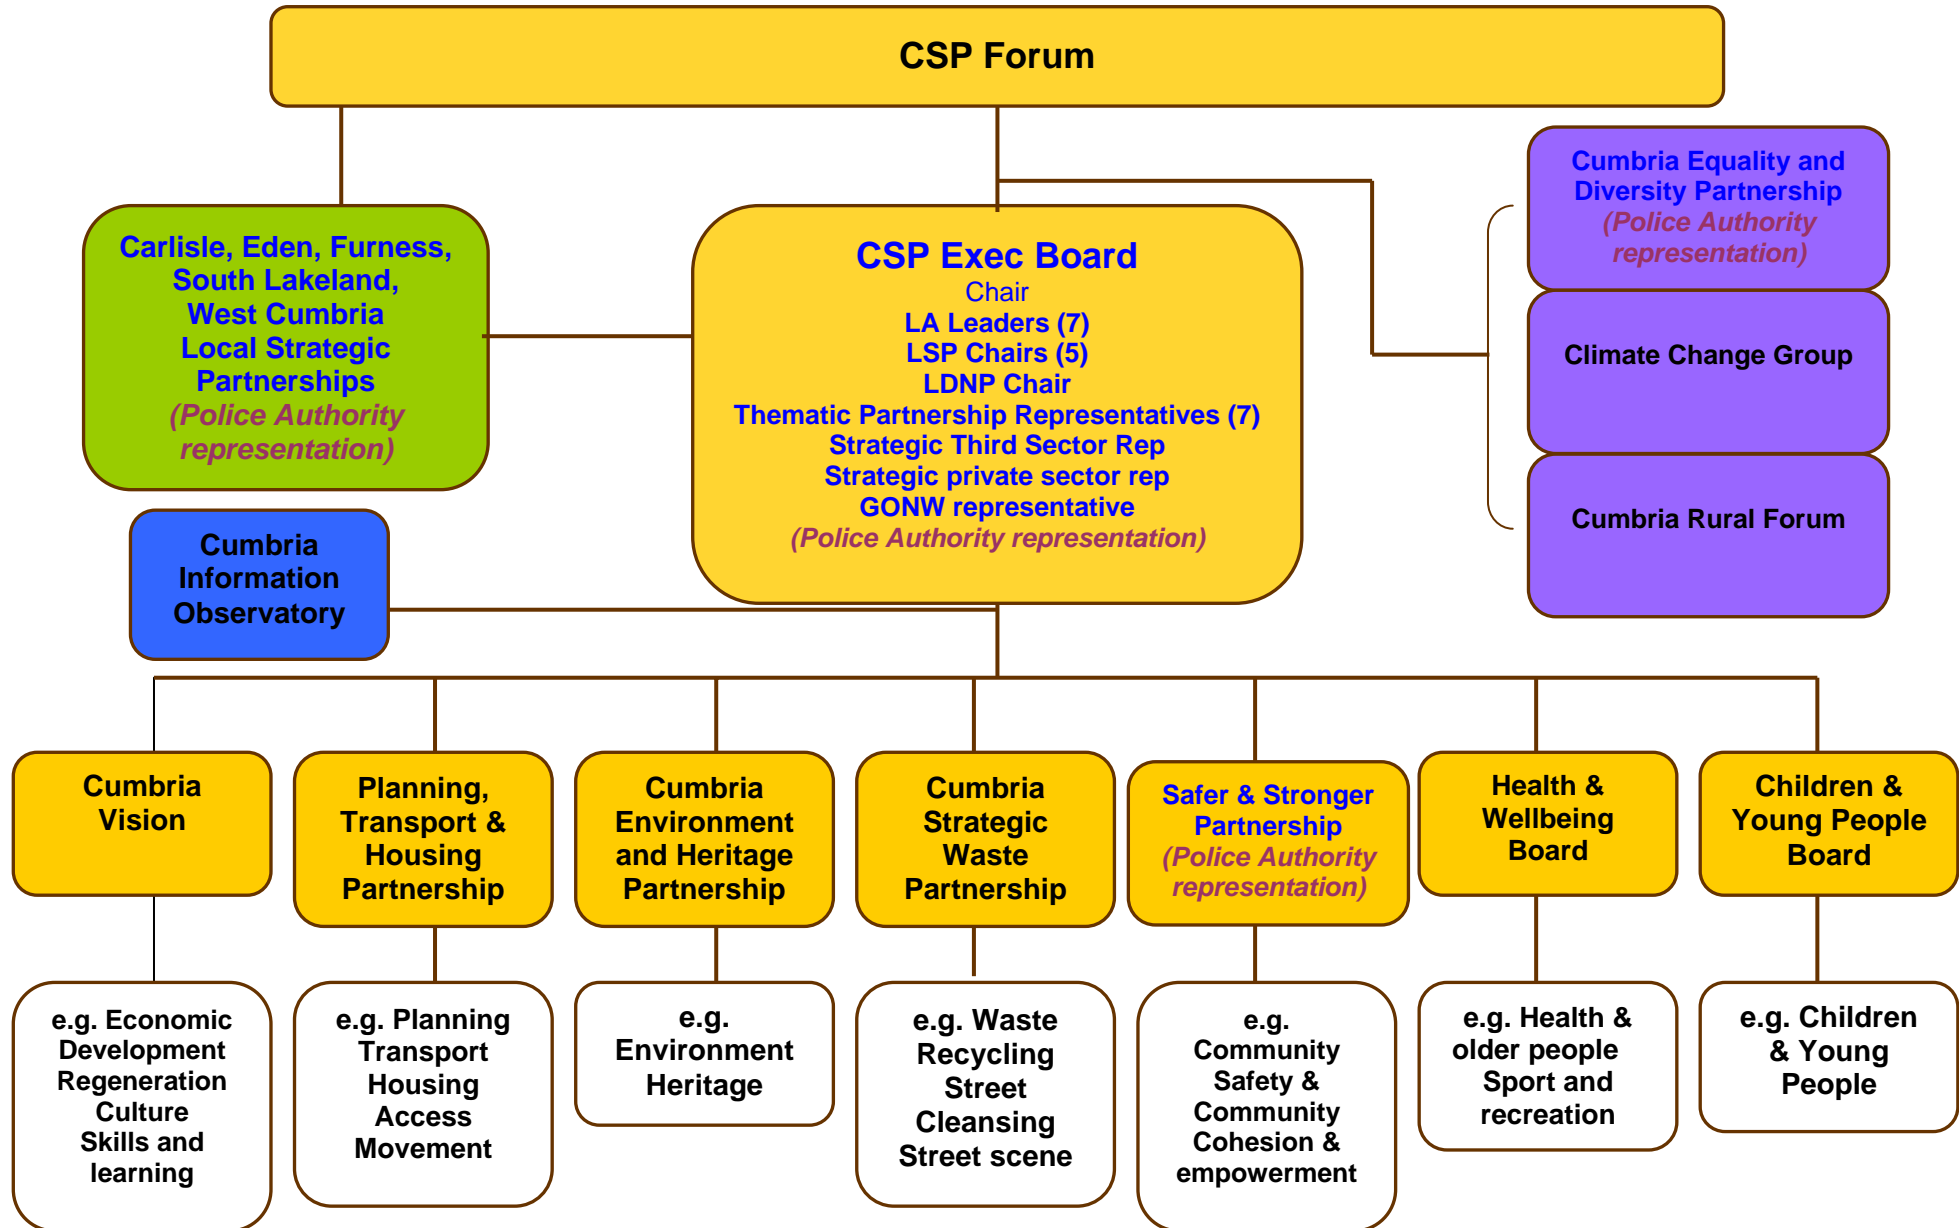 CSP Forum
Carlisle, Eden, Furness,
South Lakeland,
West Cumbria
Local Strategic
Partnerships
(Police Authority
representation)
CSP Exec Board
Chair
LA Leaders (7)
LSP Chairs (5)
LDNP Chair
Thematic Partnership Representatives (7)
Strategic Third Sector Rep
Strategic private sector rep
GONW representative
(Police Authority representation)
Cumbria Equality and
Diversity Partnership
(Police Authority
representation)
Climate Change Group
Cumbria Rural Forum
Cumbria
Information
Observatory
Cumbria
Vision
Planning,
Transport &
Housing
Partnership
Cumbria
Environment
and Heritage
Partnership
Cumbria
Strategic
Waste
Partnership
Safer & Stronger
Partnership
(Police Authority
representation)
Health &
Wellbeing
Board
Children &
Young People
Board
e.g. Economic
Development
Regeneration
Culture
Skills and
learning
e.g. Planning
Transport
Housing
Access
Movement
e.g.
Environment
Heritage
e.g. Waste
Recycling
Street
Cleansing
Street scene
e.g.
Community
Safety &
Community
Cohesion &
empowerment
e.g. Health &
older people
Sport and
recreation
e.g. Children
& Young
People